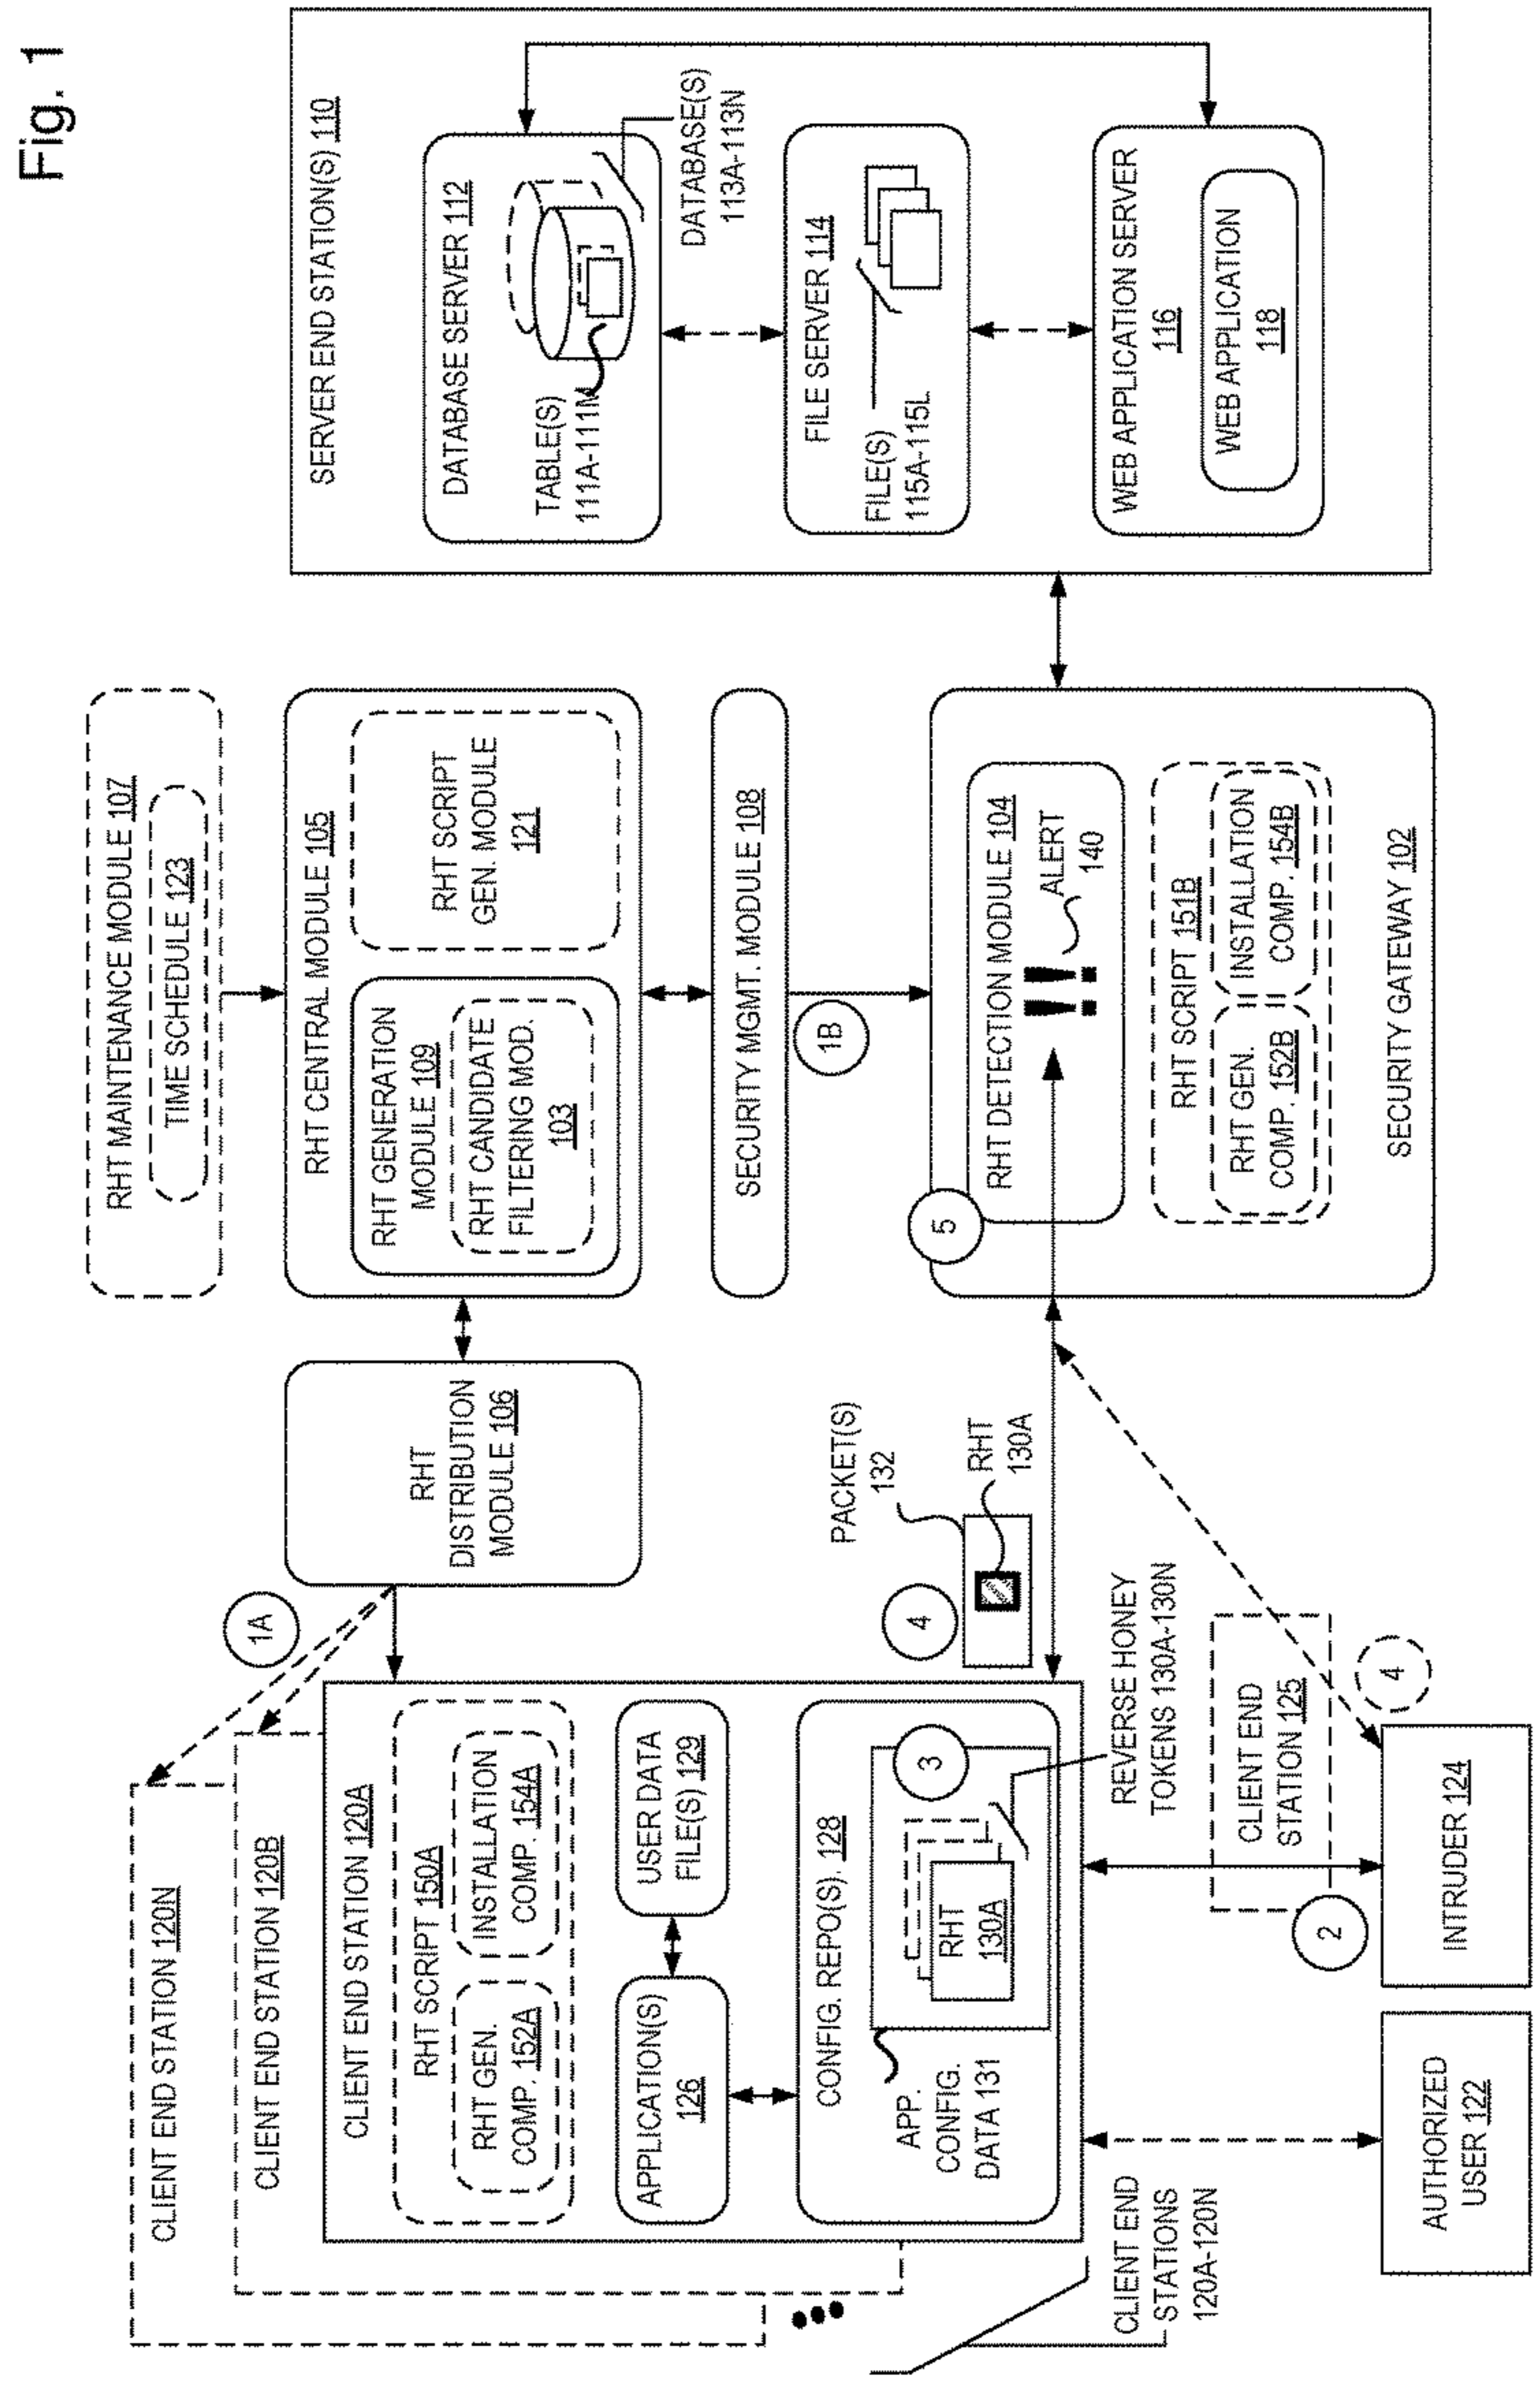 Fig. 1
CLIENT END STATION 120N
CLIENT END STATION 120B
CLIENT END STATION 120A
RHT SCRIPT 150A
RHT GEN.
COMP. 152A
INSTALLATION
COMP. 154A
APPLICATION(S)
126
USER DATA
FILE(S) 129
CONFIG. REPO(S). 128
APP.
CONFIG.
DATA 131
RHT
130A
3
REVERSE HONEY
TOKENS 130A-130N
CLIENT END
STATIONS
120A-120N
AUTHORIZED
USER 122
INTRUDER 124
2
CLIENT END
STATION 125
4
1A
RHT
DISTRIBUTION
MODULE 106
PACKET(S)
132
4
RHT
130A
RHT MAINTENANCE MODULE 107
TIME SCHEDULE 123
RHT CENTRAL MODULE 105
RHT GENERATION
MODULE 109
RHT CANDIDATE
FILTERING MOD.
103
RHT SCRIPT
GEN. MODULE
121
SECURITY MGMT. MODULE 108
1B
5
RHT DETECTION MODULE 104
!!
ALERT
140
RHT SCRIPT 151B
RHT GEN.
COMP. 152B
INSTALLATION
COMP. 154B
SECURITY GATEWAY 102
SERVER END STATION(S) 110
DATABASE SERVER 112
TABLE(S)
111A-111M
DATABASE(S)
113A-113N
FILE SERVER 114
FILE(S)
115A-115L
WEB APPLICATION SERVER
116
WEB APPLICATION
118